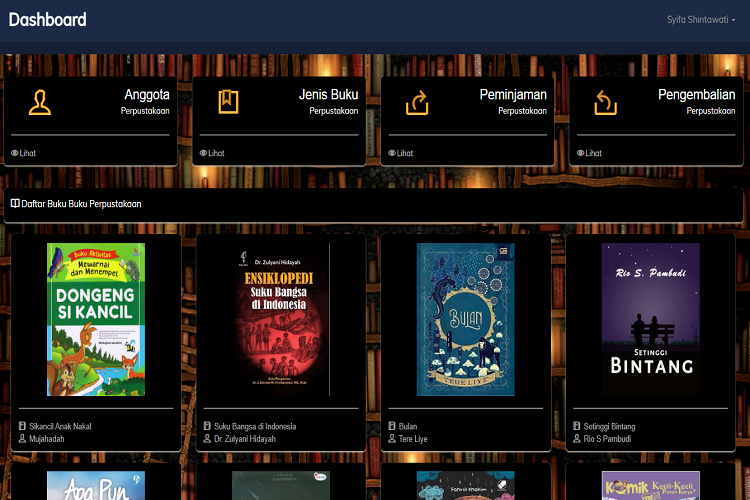 Dashboard
Syifa Shintawati
Anggota
Perpustakaan
Lihat
Jenis Buku
Perpustakaan
Lihat
Peminjaman
Perpustakaan
Lihat
Pengembalian
Perpustakaan
Lihat
Daftar Buku Buku Perpustakaan
Buku Aktivitas
Mewarnai
dan Menempel
DONGENG
SI KANCIL
Sikancil Anak Nakal
Mujahadah
Dr. Zulyani Hidayah
ENSIKLOPEDI
Suku Bangsa
di Indonesia
Suku Bangsa di Indonesia
Dr. Zulyani Hidayah
BULAN
TERE LIYE
Bulan
Tere Liye
Rio S. Pambudi
SETINGGI
BINTANG
Setinggi Bintang
Rio S Pambudi
Apa Pun
Komik
Kecil-Kecil
Punya Karya